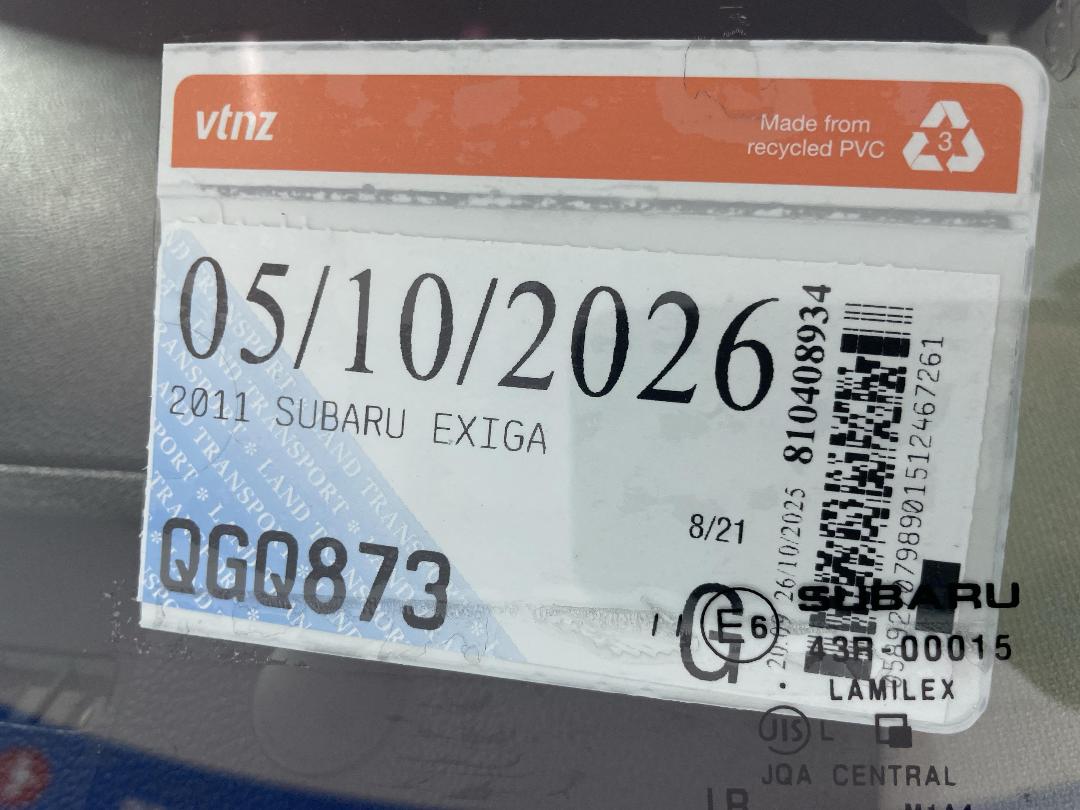 vtnz
Made from
recycled PVC
3
05/10/2026
2011 SUBARU EXIGA
8/21
QGQ873
G
810408934
26/10/2025
E6
SUBARU
43R-00015
LAMILEX
JIS L
JQA CENTRAL